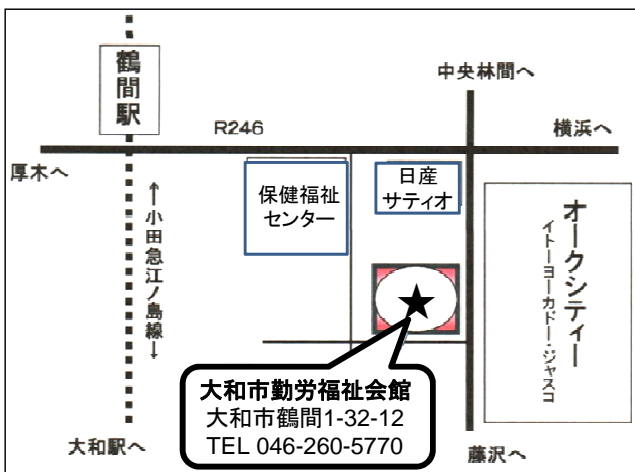 鶴間駅
中央林間へ
R246
横浜へ
厚木へ
保健福祉
センター
日産
サティオ
オークシティー
イトーヨーカドー・ジャスコ
←小田急江ノ島線→
★
大和市勤労福祉会館
大和市鶴間1-32-12
TEL 046-260-5770
大和駅へ
藤沢へ